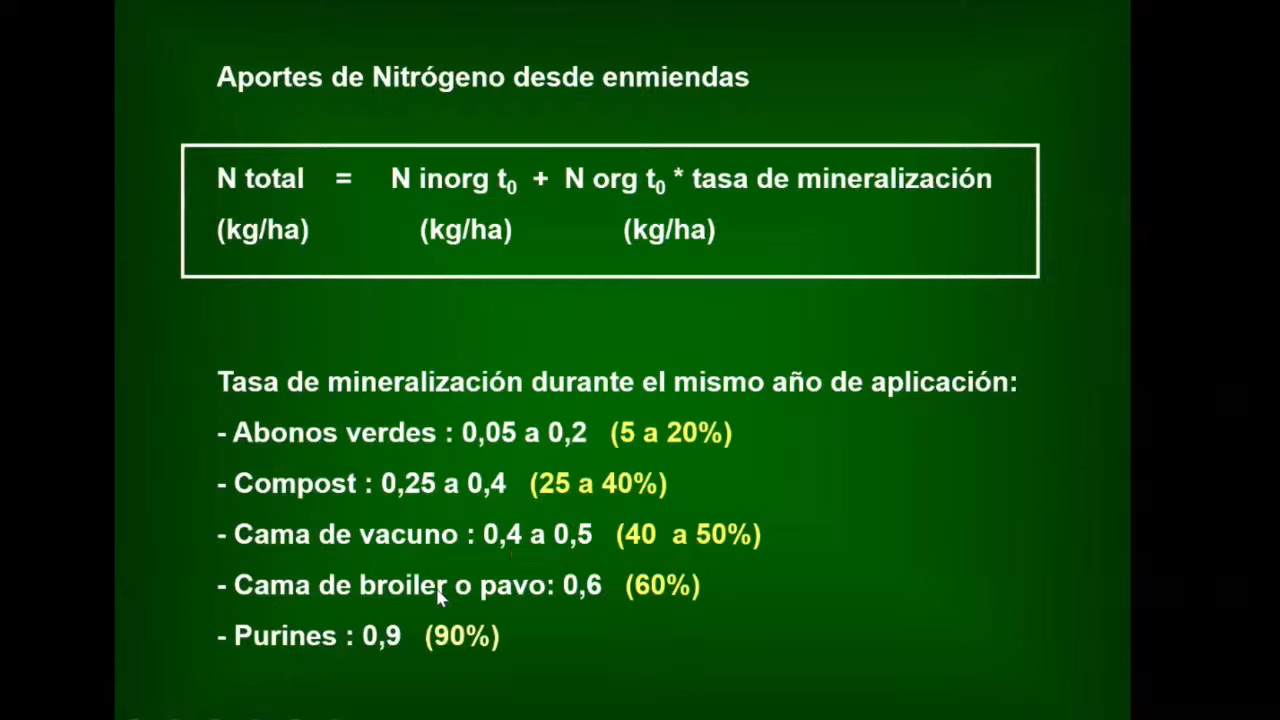 Aportes de Nitrógeno desde enmiendas
N total = N inorg t0 + N org t0 * tasa de mineralización
(kg/ha) (kg/ha) (kg/ha)
Tasa de mineralización durante el mismo año de aplicación:
- Abonos verdes : 0,05 a 0,2 (5 a 20%)
- Compost : 0,25 a 0,4 (25 a 40%)
- Cama de vacuno : 0,4 a 0,5 (40 a 50%)
- Cama de broiler o pavo: 0,6 (60%)
- Purines : 0,9 (90%)